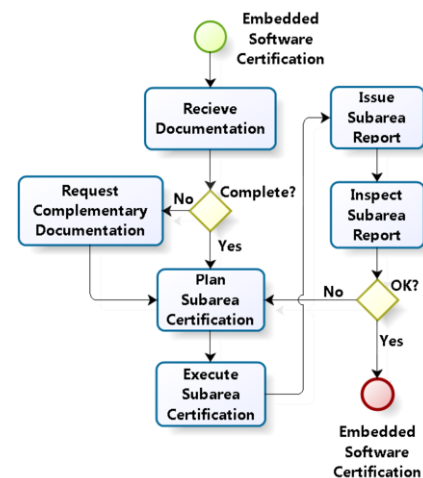 Embedded
Software
Certification
Recieve
Documentation
Complete?
No
Yes
Request
Complementary
Documentation
Plan
Subarea
Certification
Execute
Subarea
Certification
Issue
Subarea
Report
Inspect
Subarea
Report
OK?
No
Yes
Embedded
Software
Certification